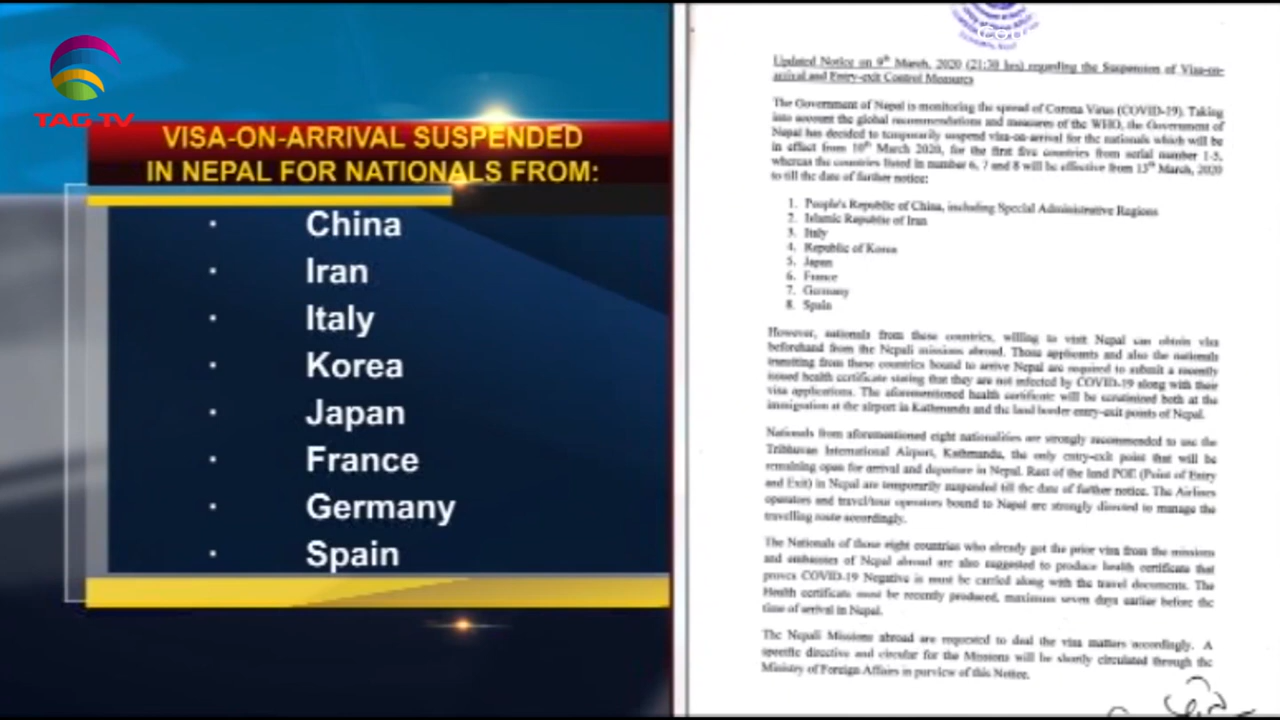 TAG TV
VISA-ON-ARRIVAL SUSPENDED
IN NEPAL FOR NATIONALS FROM:
· China
· Iran
· Italy
· Korea
· Japan
· France
· Germany
· Spain
Updated Notice on 9th March, 2020 (21:30 hrs) regarding the Suspension of Visa-on-
arrival and Entry-exit Control Measures
The Government of Nepal is monitoring the spread of Corona Virus (COVID-19). Taking
into account the global recommendations and measures of the WHO, the Government of
Nepal has decided to temporarily suspend visa-on-arrival for the nationals which will be
in effect from 10th March 2020, for the first five countries from serial number 1-5,
whereas the countries listed in number 6, 7 and 8 will be effective from 13th March, 2020
to till the date of further notice:
1. People's Republic of China, including Special Administrative Regions
2. Islamic Republic of Iran
3. Italy
4. Republic of Korea
5. Japan
6. France
7. Germany
8. Spain
However, nationals from these countries, willing to visit Nepal can obtain visa
beforehand from the Nepali missions abroad. Those applicants and also the nationals
transiting from these countries bound to arrive Nepal are required to submit a recently
issued health certificate stating that they are not infected by COVID-19 along with their
visa applications. The aforementioned health certificate will be scrutinized both at the
immigration at the airport in Kathmandu and the land border entry-exit points of Nepal.
Nationals from aforementioned eight nationalities are strongly recommended to use the
Tribhuvan International Airport, Kathmandu, the only entry-exit point that will be
remaining open for arrival and departure in Nepal. Rest of the land POE (Point of Entry
and Exit) in Nepal are temporarily suspended till the date of further notice. The Airlines
operators and travel/tour operators bound to Nepal are strongly directed to manage the
travelling route accordingly.
The Nationals of those eight countries who already got the prior visa from the missions
and embassies of Nepal abroad are also suggested to produce health certificate that
proves COVID-19 Negative is must be carried along with the travel documents. The
Health certificate must be recently produced, maximum seven days earlier before the
time of arrival in Nepal.
The Nepali Missions abroad are requested to deal the visa matters accordingly. A
specific directive and circular for the Missions will be shortly circulated through the
Ministry of Foreign Affairs in purview of this Notice.